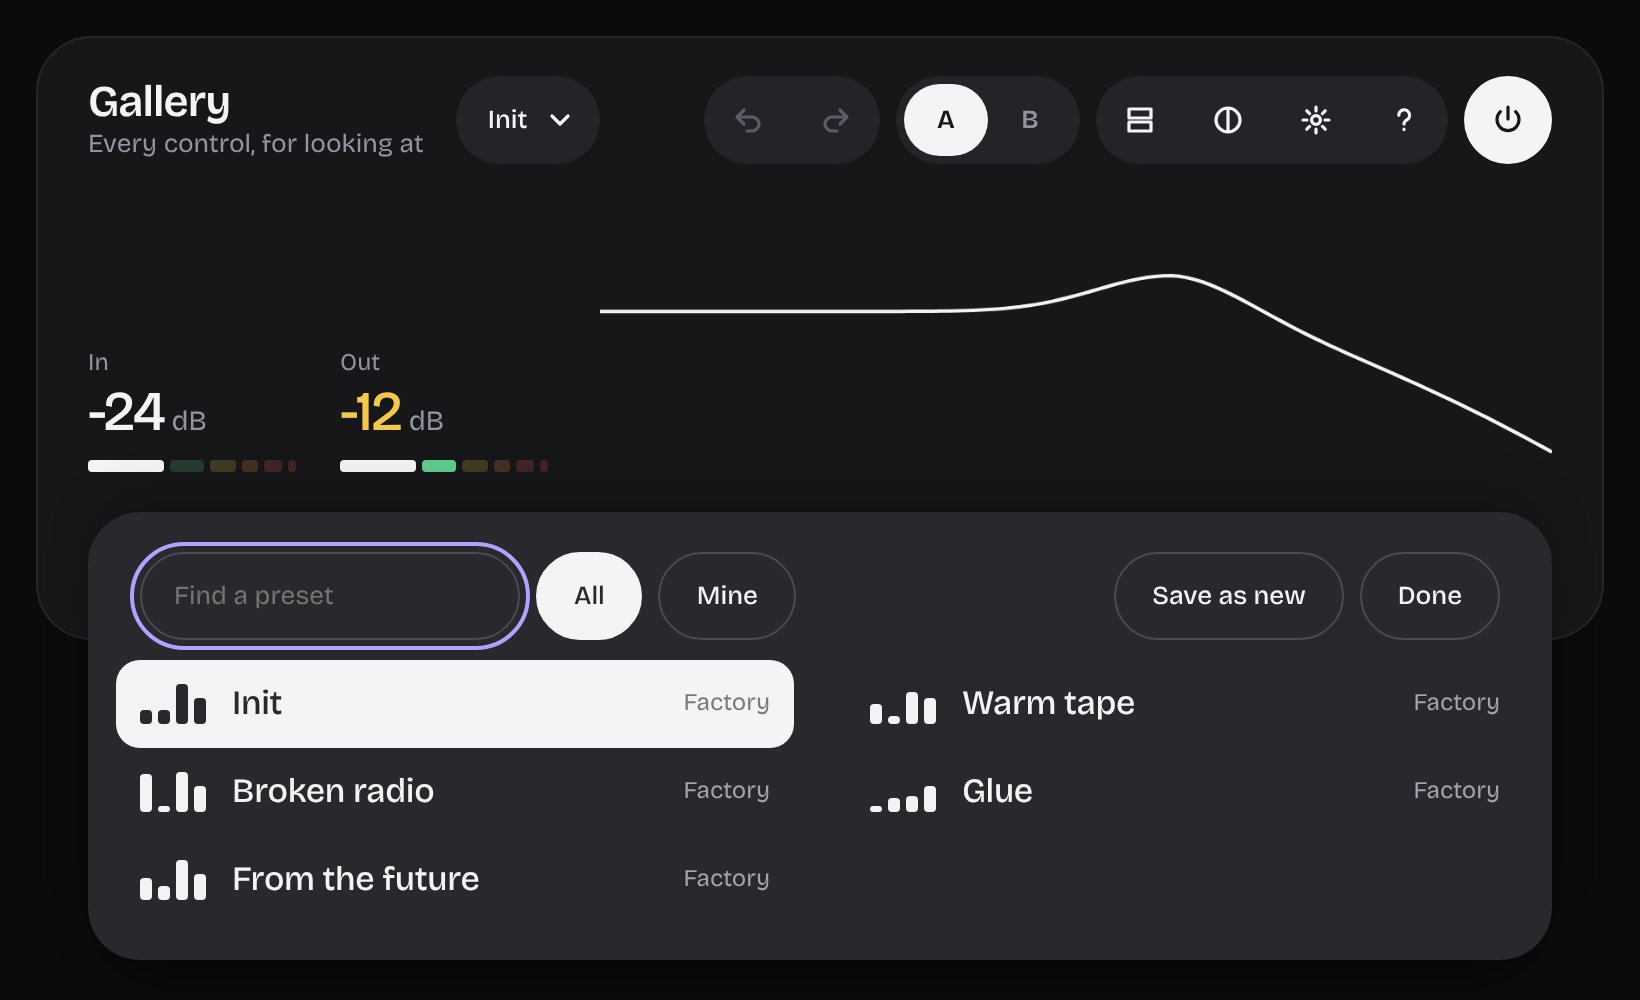 Gallery
Every control, for looking at
Init
A
B
?
In
-24 dB
Out
-12 dB
Find a preset
All
Mine
Save as new
Done
Init
Factory
Warm tape
Factory
Broken radio
Factory
Glue
Factory
From the future
Factory